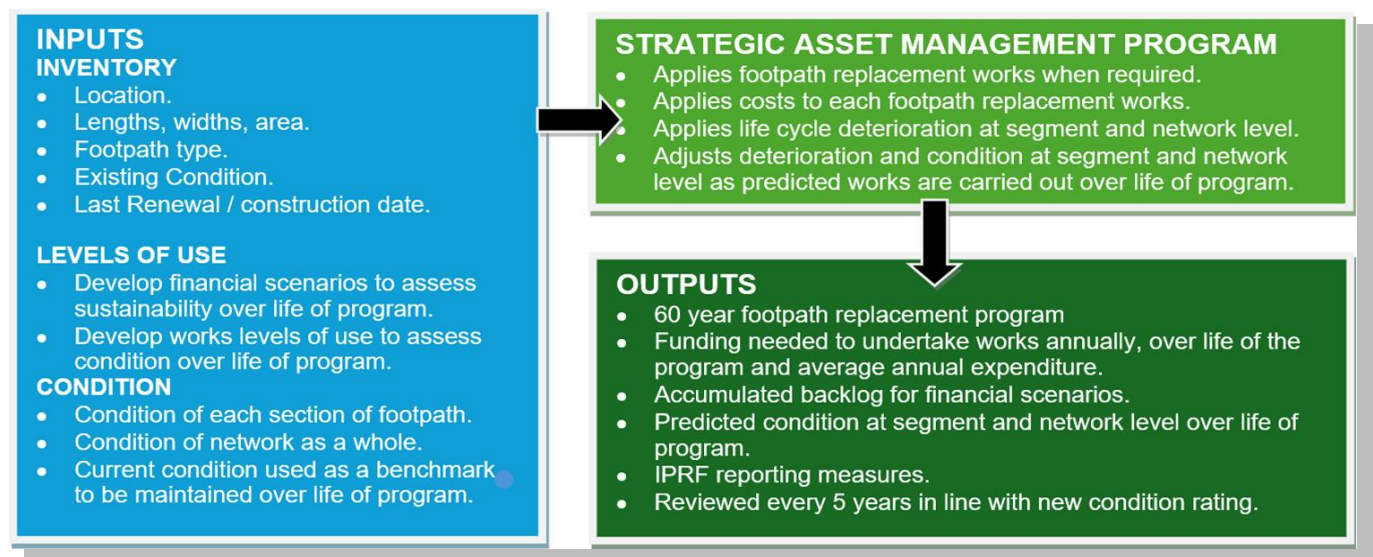 INPUTS
INVENTORY
• Location.
• Lengths, widths, area.
• Footpath type.
• Existing Condition.
• Last Renewal / construction date.
LEVELS OF USE
• Develop financial scenarios to assess
sustainability over life of program.
• Develop works levels of use to assess
condition over life of program.
CONDITION
• Condition of each section of footpath.
• Condition of network as a whole.
• Current condition used as a benchmark
to be maintained over life of program.
STRATEGIC ASSET MANAGEMENT PROGRAM
• Applies footpath replacement works when required.
• Applies costs to each footpath replacement works.
• Applies life cycle deterioration at segment and network level.
• Adjusts deterioration and condition at segment and network
level as predicted works are carried out over life of program.
OUTPUTS
• 60 year footpath replacement program
• Funding needed to undertake works annually, over life of the
program and average annual expenditure.
• Accumulated backlog for financial scenarios.
• Predicted condition at segment and network level over life of
program.
• IPRF reporting measures.
• Reviewed every 5 years in line with new condition rating.